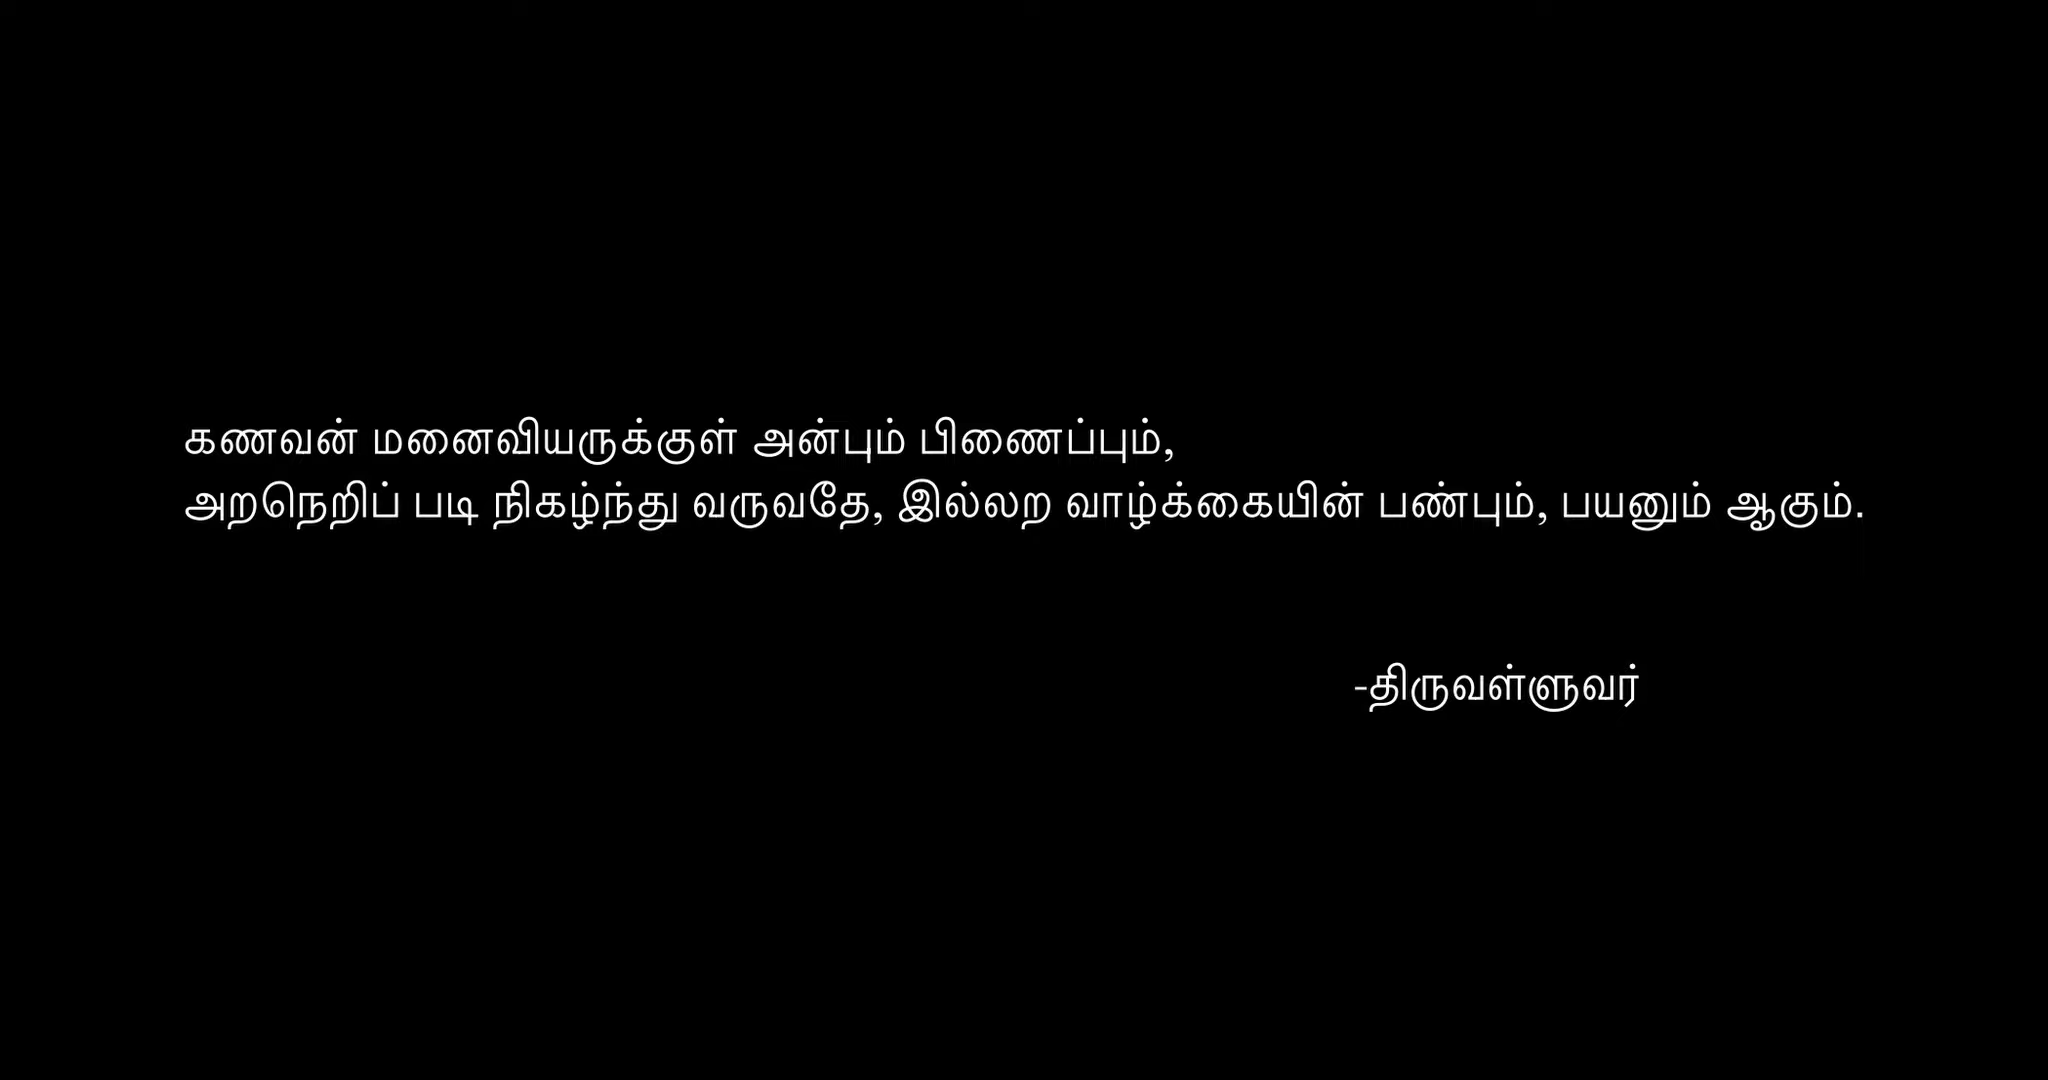 கணவன் மனைவியருக்குள் அன்பும் பிணைப்பும்,
அறநெறிப் படி நிகழ்ந்து வருவதே, இல்லற வாழ்க்கையின் பண்பும், பயனும் ஆகும்.
-திருவள்ளுவர்